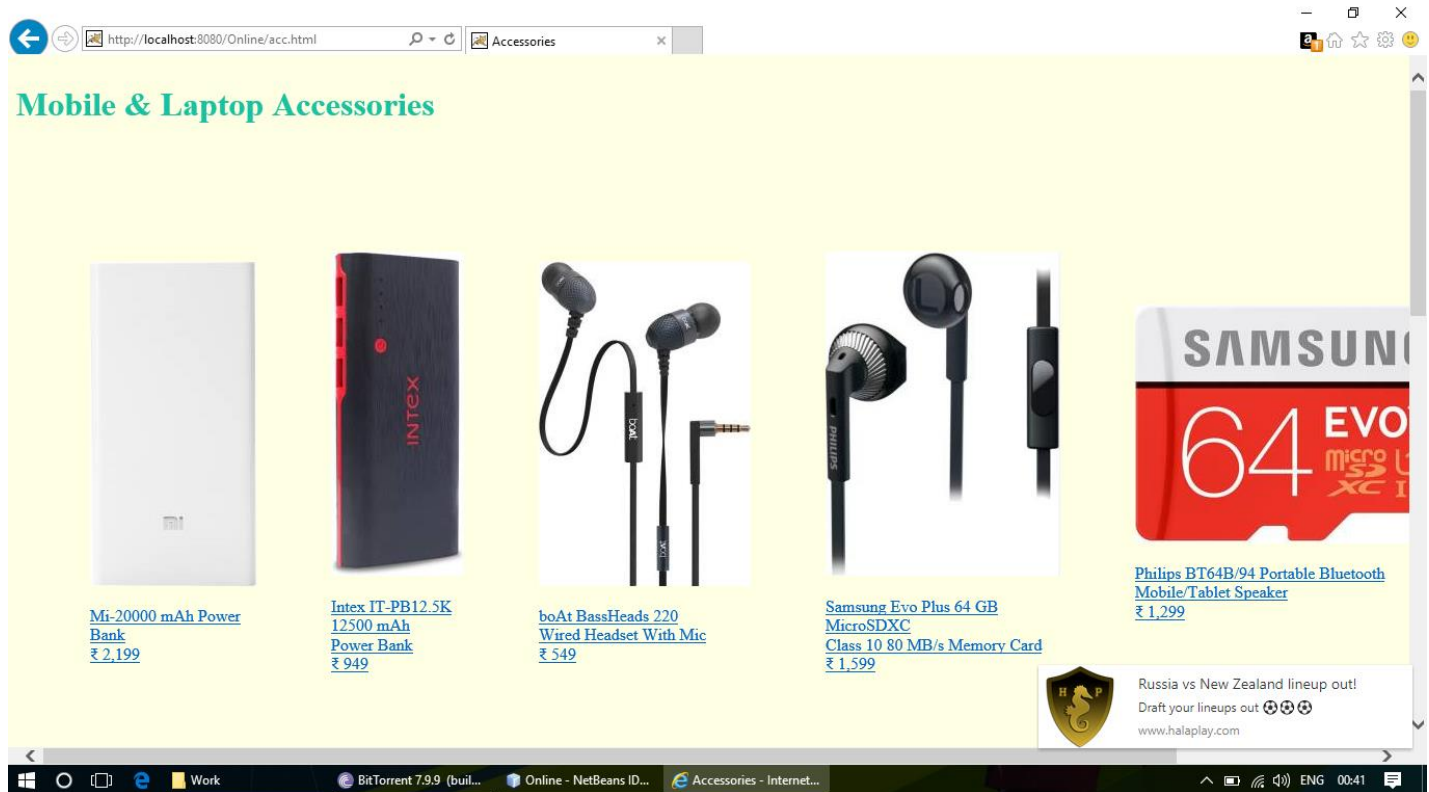 http://localhost:8080/Online/acc.html
Accessories
Mobile & Laptop Accessories
mi
INTEX
boAt
boAt
PHILIPS
SAMSUN
64 EVO
micro
XC I
Mi-20000 mAh Power
Bank
₹ 2,199
Intex IT-PB12.5K
12500 mAh
Power Bank
₹ 949
boAt BassHeads 220
Wired Headset With Mic
₹ 549
Samsung Evo Plus 64 GB
MicroSDXC
Class 10 80 MB/s Memory Card
₹ 1,599
Philips BT64B/94 Portable Bluetooth
Mobile/Tablet Speaker
₹ 1,299
H P
Russia vs New Zealand lineup out!
Draft your lineups out ⚽⚽⚽
www.halaplay.com
Work
BitTorrent 7.9.9 (buil...
Online - NetBeans ID...
Accessories - Internet...
ENG 00:41